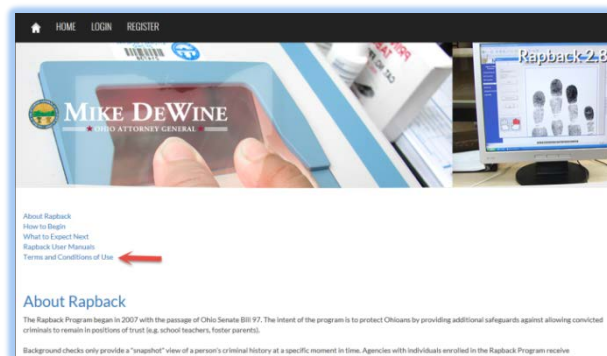 HOME LOGIN REGISTER
Rapback 2.8
MIKE DEWINE
OHIO ATTORNEY GENERAL
About Rapback
How to Begin
What to Expect Next
Rapback User Manuals
Terms and Conditions of Use
About Rapback
The Rapback Program began in 2007 with the passage of Ohio Senate Bill 97. The intent of the program is to protect Ohioans by providing additional safeguards against allowing convicted
criminals to remain in positions of trust (e.g. school teachers, foster parents).
Background checks only provide a "snapshot" view of a person's criminal history at a specific moment in time. Agencies with individuals enrolled in the Rapback Program receive